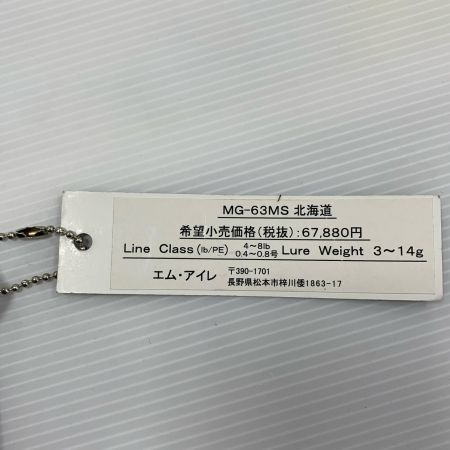 MG-63MS 北海道
希望小売価格(税抜):67,880円
Line Class(lb/PE) 4〜8lb 0.4〜0.8号 Lure Weight 3〜14g
エム・アイレ 〒390-1701
長野県松本市梓川倭1863-17